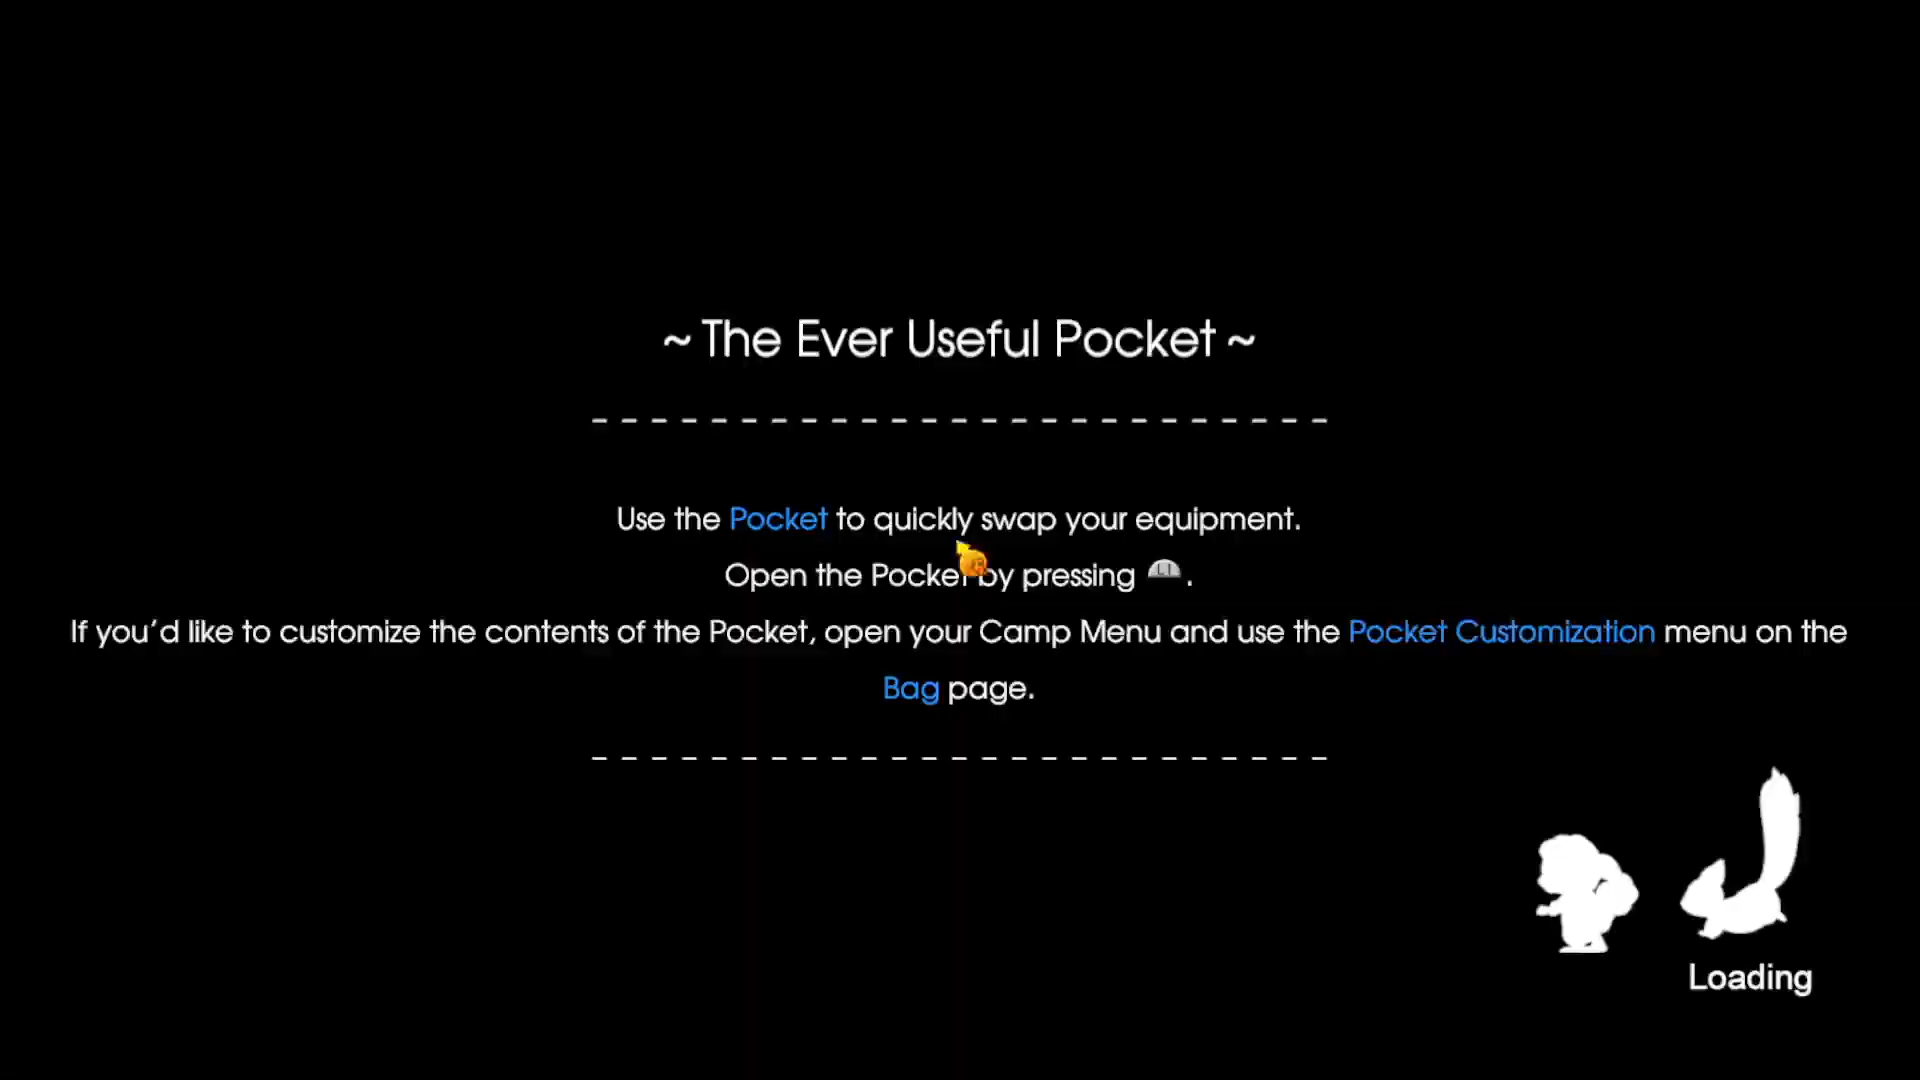 ~ The Ever Useful Pocket ~
Use the Pocket to quickly swap your equipment.
Open the Pocket by pressing L1.
If you’d like to customize the contents of the Pocket, open your Camp Menu and use the Pocket Customization menu on the
Bag page.
Loading